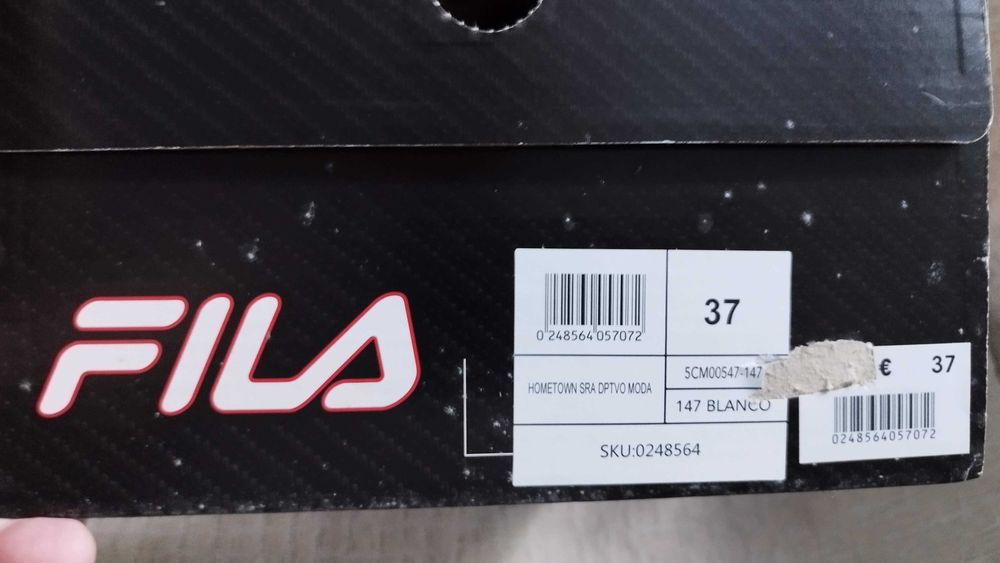 FILA
0 248564 057072
37
HOMETOWN SRA DPTVO MODA
5CM00547-147
147 BLANCO
SKU:0248564
€ 37
0248564057072